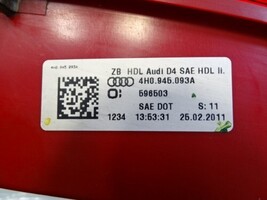 ZB HDL Audi D4 SAE HDL li.
4H0.945.093A
596503
SAE DOT S: 11
1234 13:53:31 25.02.2011